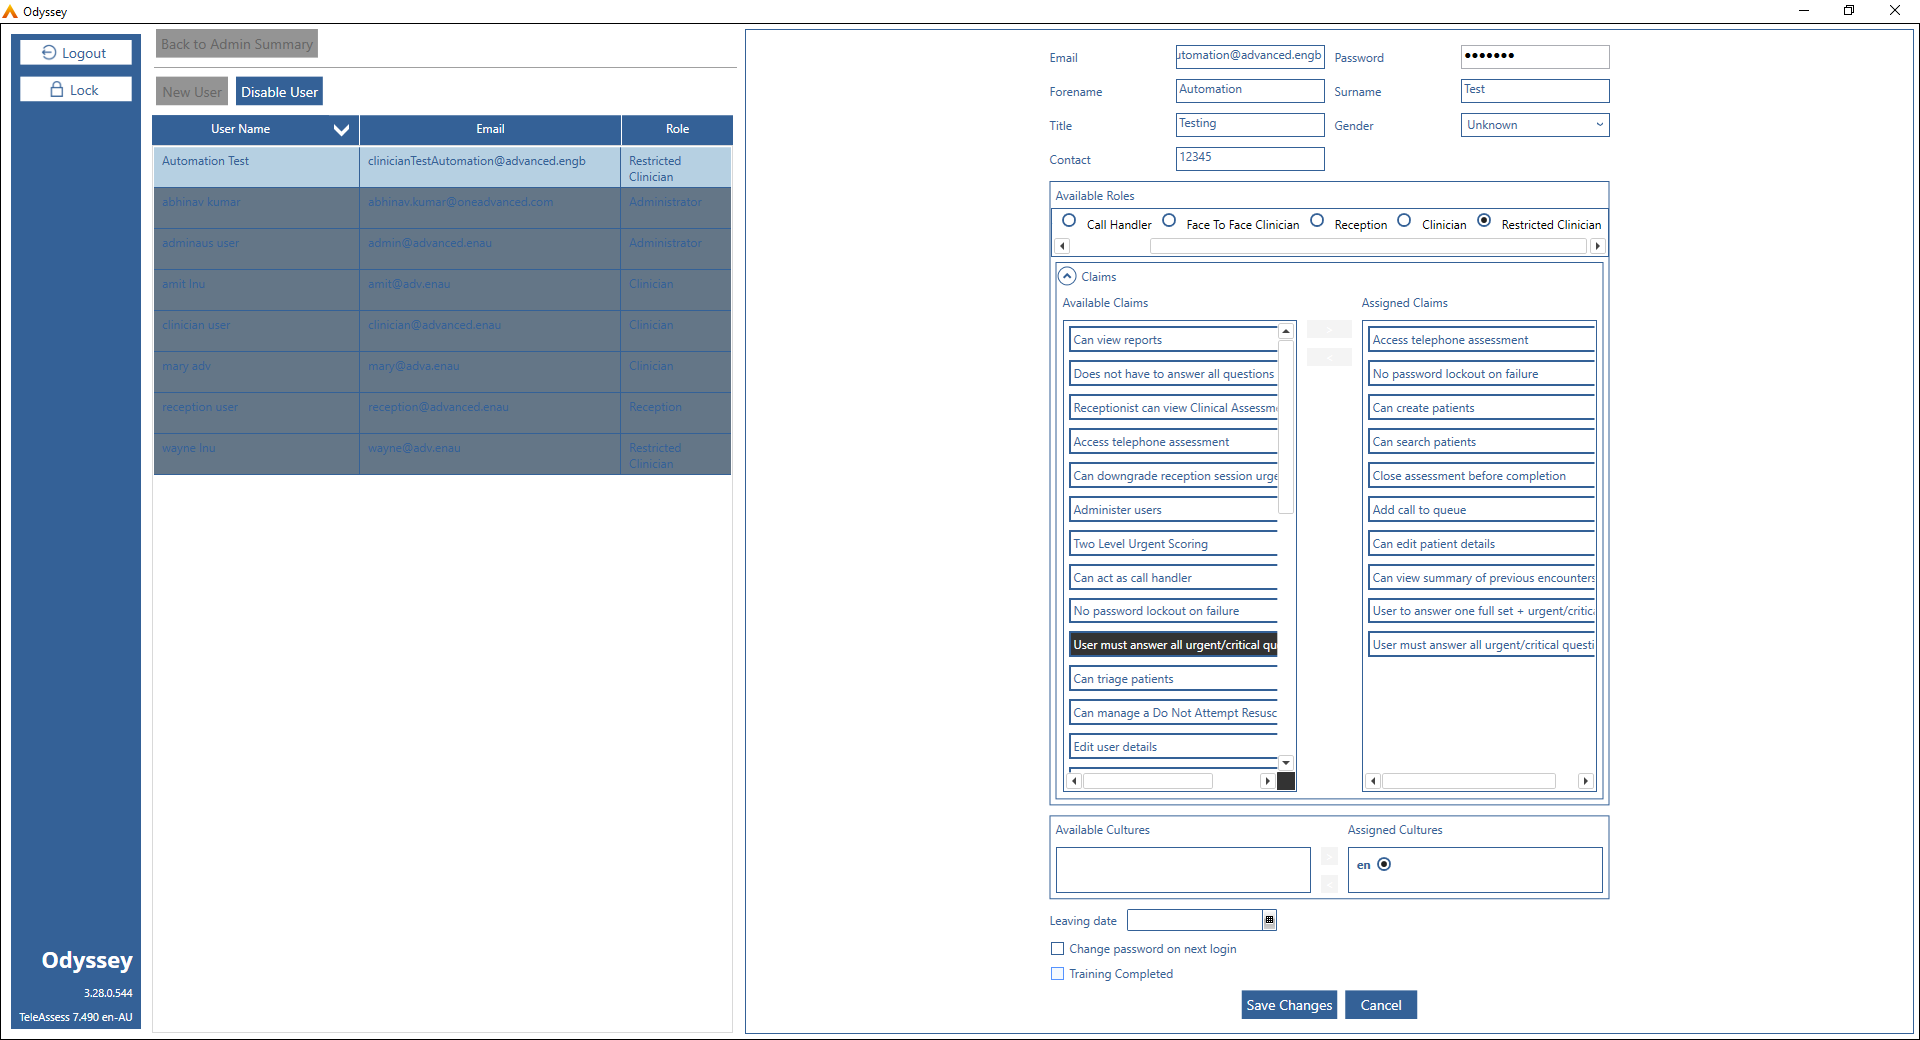 Odyssey
Logout
Lock
Back to Admin Summary
New User
Disable User
User Name
Email
Role
Automation Test
clinicianTestAutomation@advanced.engb
Restricted
Clinician
abhinav kumar
abhinav.kumar@oneadvanced.com
Administrator
adminaus user
admin@advanced.enau
Administrator
amit lnu
amit@adv.enau
Clinician
clinician user
clinician@advanced.enau
Clinician
mary adv
mary@adva.enau
Clinician
reception user
reception@advanced.enau
Reception
wayne lnu
wayne@adv.enau
Restricted
Clinician
Odyssey
3.28.0.544
TeleAssess 7.490 en-AU
Email
utomation@advanced.engb
Password
●●●●●●●
Forename
Automation
Surname
Test
Title
Testing
Gender
Unknown
Contact
12345
Available Roles
Call Handler
Face To Face Clinician
Reception
Clinician
Restricted Clinician
Claims
Available Claims
Can view reports
Does not have to answer all questions
Receptionist can view Clinical Assessm
Access telephone assessment
Can downgrade reception session urge
Administer users
Two Level Urgent Scoring
Can act as call handler
No password lockout on failure
User must answer all urgent/critical qu
Can triage patients
Can manage a Do Not Attempt Resusc
Edit user details
Assigned Claims
Access telephone assessment
No password lockout on failure
Can create patients
Can search patients
Close assessment before completion
Add call to queue
Can edit patient details
Can view summary of previous encounters
User to answer one full set + urgent/critic
User must answer all urgent/critical questi
Available Cultures
Assigned Cultures
en
Leaving date
Change password on next login
Training Completed
Save Changes
Cancel